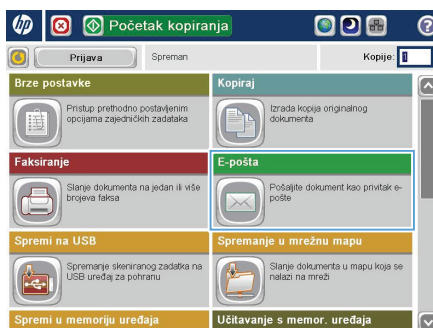 hp Početak kopiranja ?
Prijava Spreman Kopije: 1
Brze postavke
Pristup prethodno postavljenim
opcijama zajedničkih zadataka
Kopiraj
Izrada kopija originalnog
dokumenta
Faksiranje
Slanje dokumenta na jedan ili više
brojeva faksa
E-pošta
Pošaljite dokument kao privitak e-
pošte
Spremi na USB
Spremanje skeniranog zadatka na
USB uređaj za pohranu
Spremanje u mrežnu mapu
Slanje dokumenta u mapu koja se
nalazi na mreži
Spremi u memoriju uređaja
Učitavanje s memor. uređaja